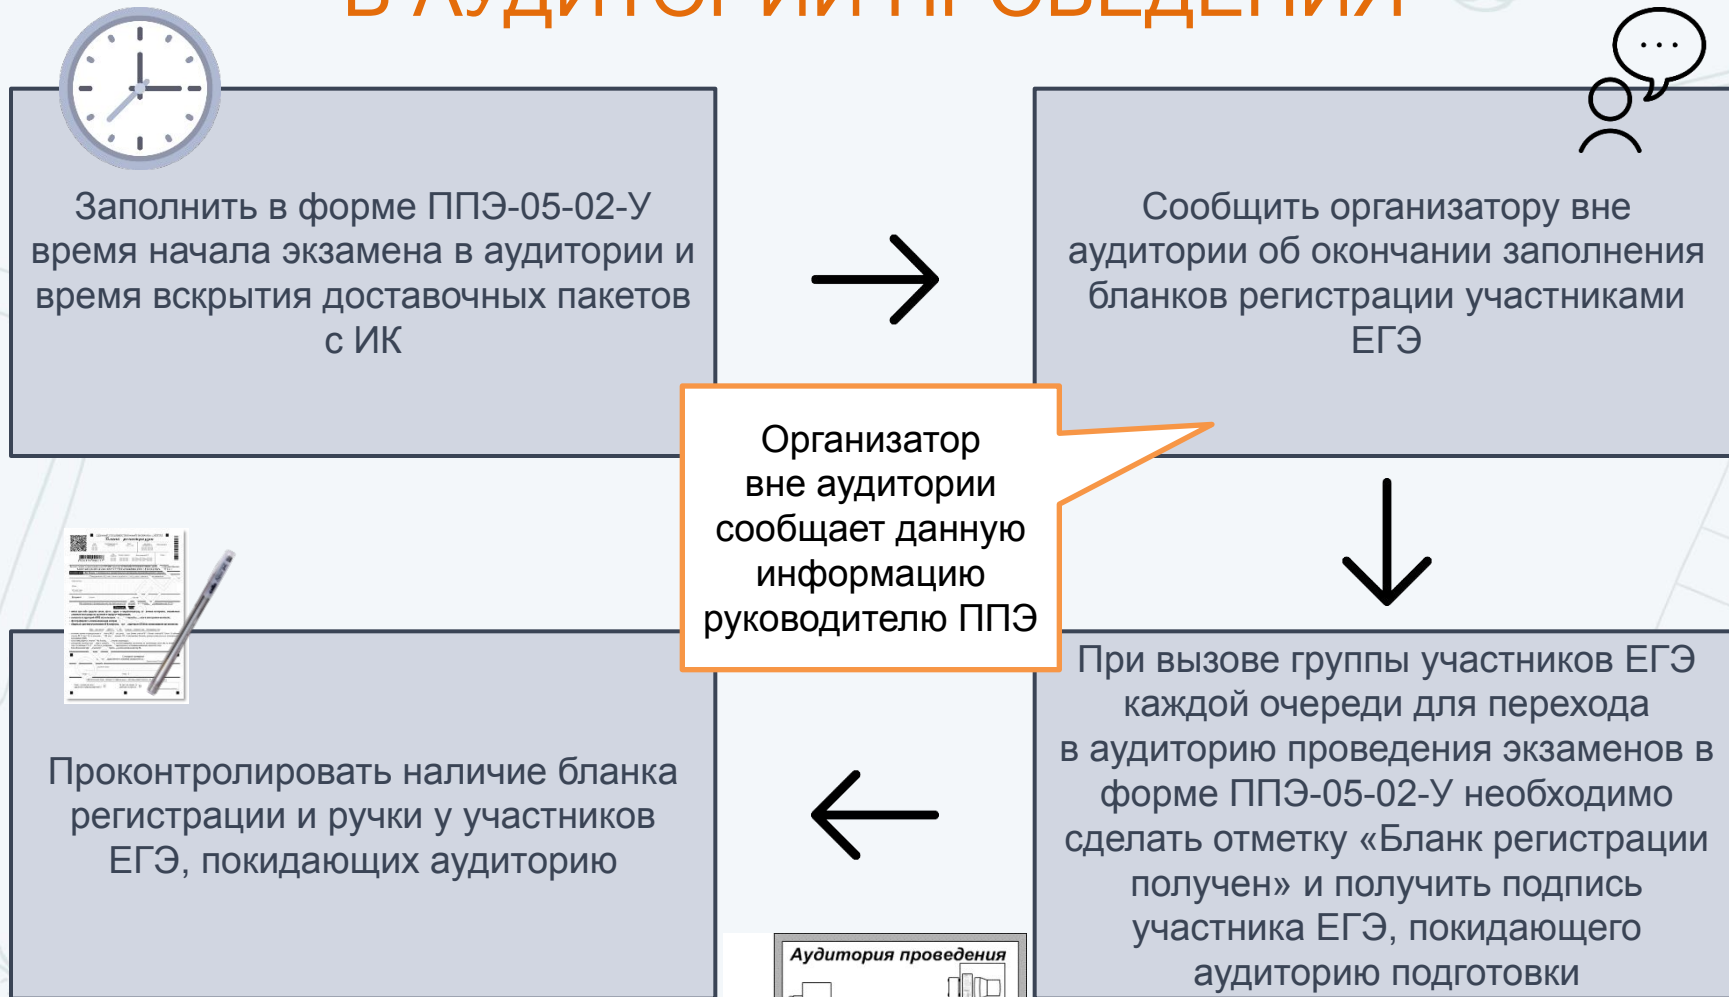 В АУДИТОРИИ ПРОВЕДЕНИЯ
Заполнить в форме ППЭ-05-02-У
время начала экзамена в аудитории и
время вскрытия доставочных пакетов
с ИК
Сообщить организатору вне
аудитории об окончании заполнения
бланков регистрации участниками
ЕГЭ
Организатор
вне аудитории
сообщает данную
информацию
руководителю ППЭ
При вызове группы участников ЕГЭ
каждой очереди для перехода
в аудиторию проведения экзаменов в
форме ППЭ-05-02-У необходимо
сделать отметку «Бланк регистрации
получен» и получить подпись
участника ЕГЭ, покидающего
аудиторию подготовки
Проконтролировать наличие бланка
регистрации и ручки у участников
ЕГЭ, покидающих аудиторию
Аудитория проведения